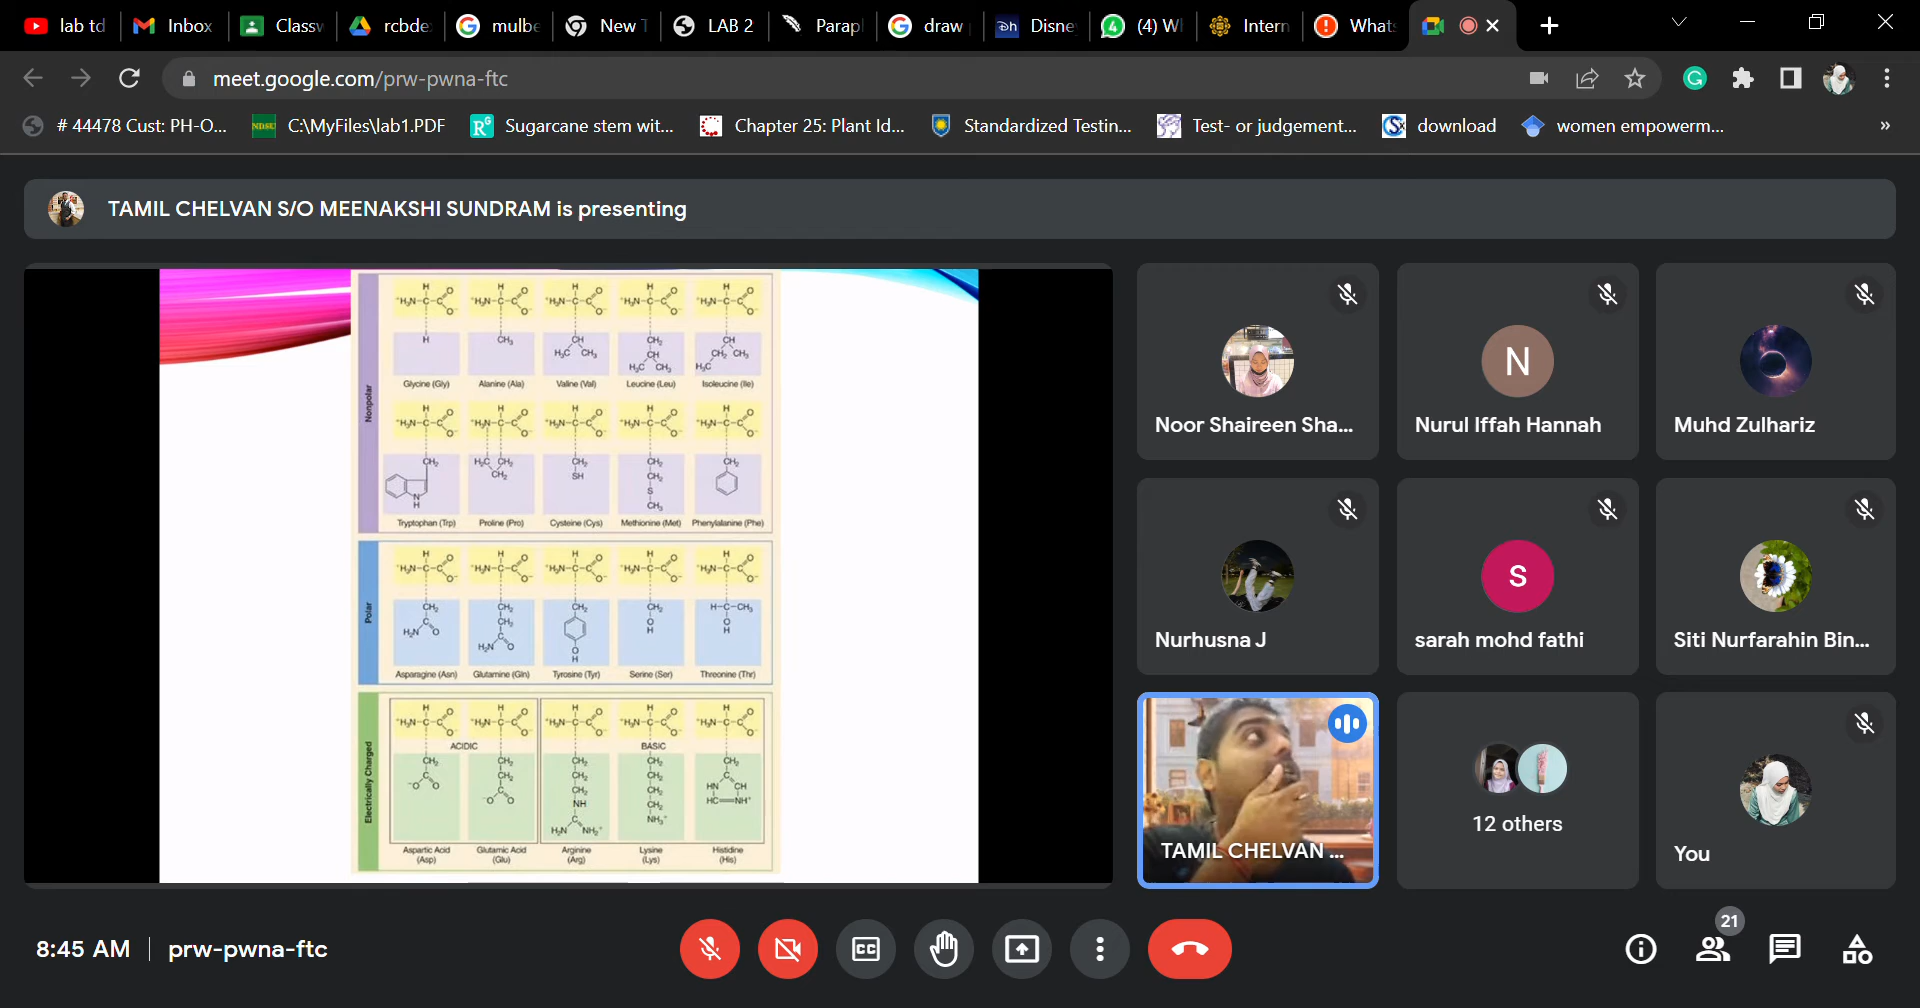 lab td
Inbox
Classw
rcbde
mulbe
New T
LAB 2
Parap
draw
Disne
(4) W
Intern
Whats
meet.google.com/prw-pwna-ftc
# 44478 Cust: PH-O...
C:\MyFiles\lab1.PDF
Sugarcane stem wit...
Chapter 25: Plant Id...
Standardized Testin...
Test- or judgement...
download
women empowerm...
»
TAMIL CHELVAN S/O MEENAKSHI SUNDRAM is presenting
Nonpolar
Glycine (Gly)
Alanine (Ala)
Valine (Val)
Leucine (Leu)
Isoleucine (Ile)
Tryptophan (Trp)
Proline (Pro)
Cysteine (Cys)
Methionine (Met)
Phenylalanine (Phe)
Polar
Asparagine (Asn)
Glutamine (Gln)
Tyrosine (Tyr)
Serine (Ser)
Threonine (Thr)
Electrically Charged
ACIDIC
BASIC
Aspartic Acid
(Asp)
Glutamic Acid
(Glu)
Arginine
(Arg)
Lysine
(Lys)
Histidine
(His)
Noor Shaireen Sha...
N
Nurul Iffah Hannah
Muhd Zulhariz
Nurhusna J
s
sarah mohd fathi
Siti Nurfarahin Bin...
TAMIL CHELVAN ...
12 others
You
8:45 AM
prw-pwna-ftc
CC
21